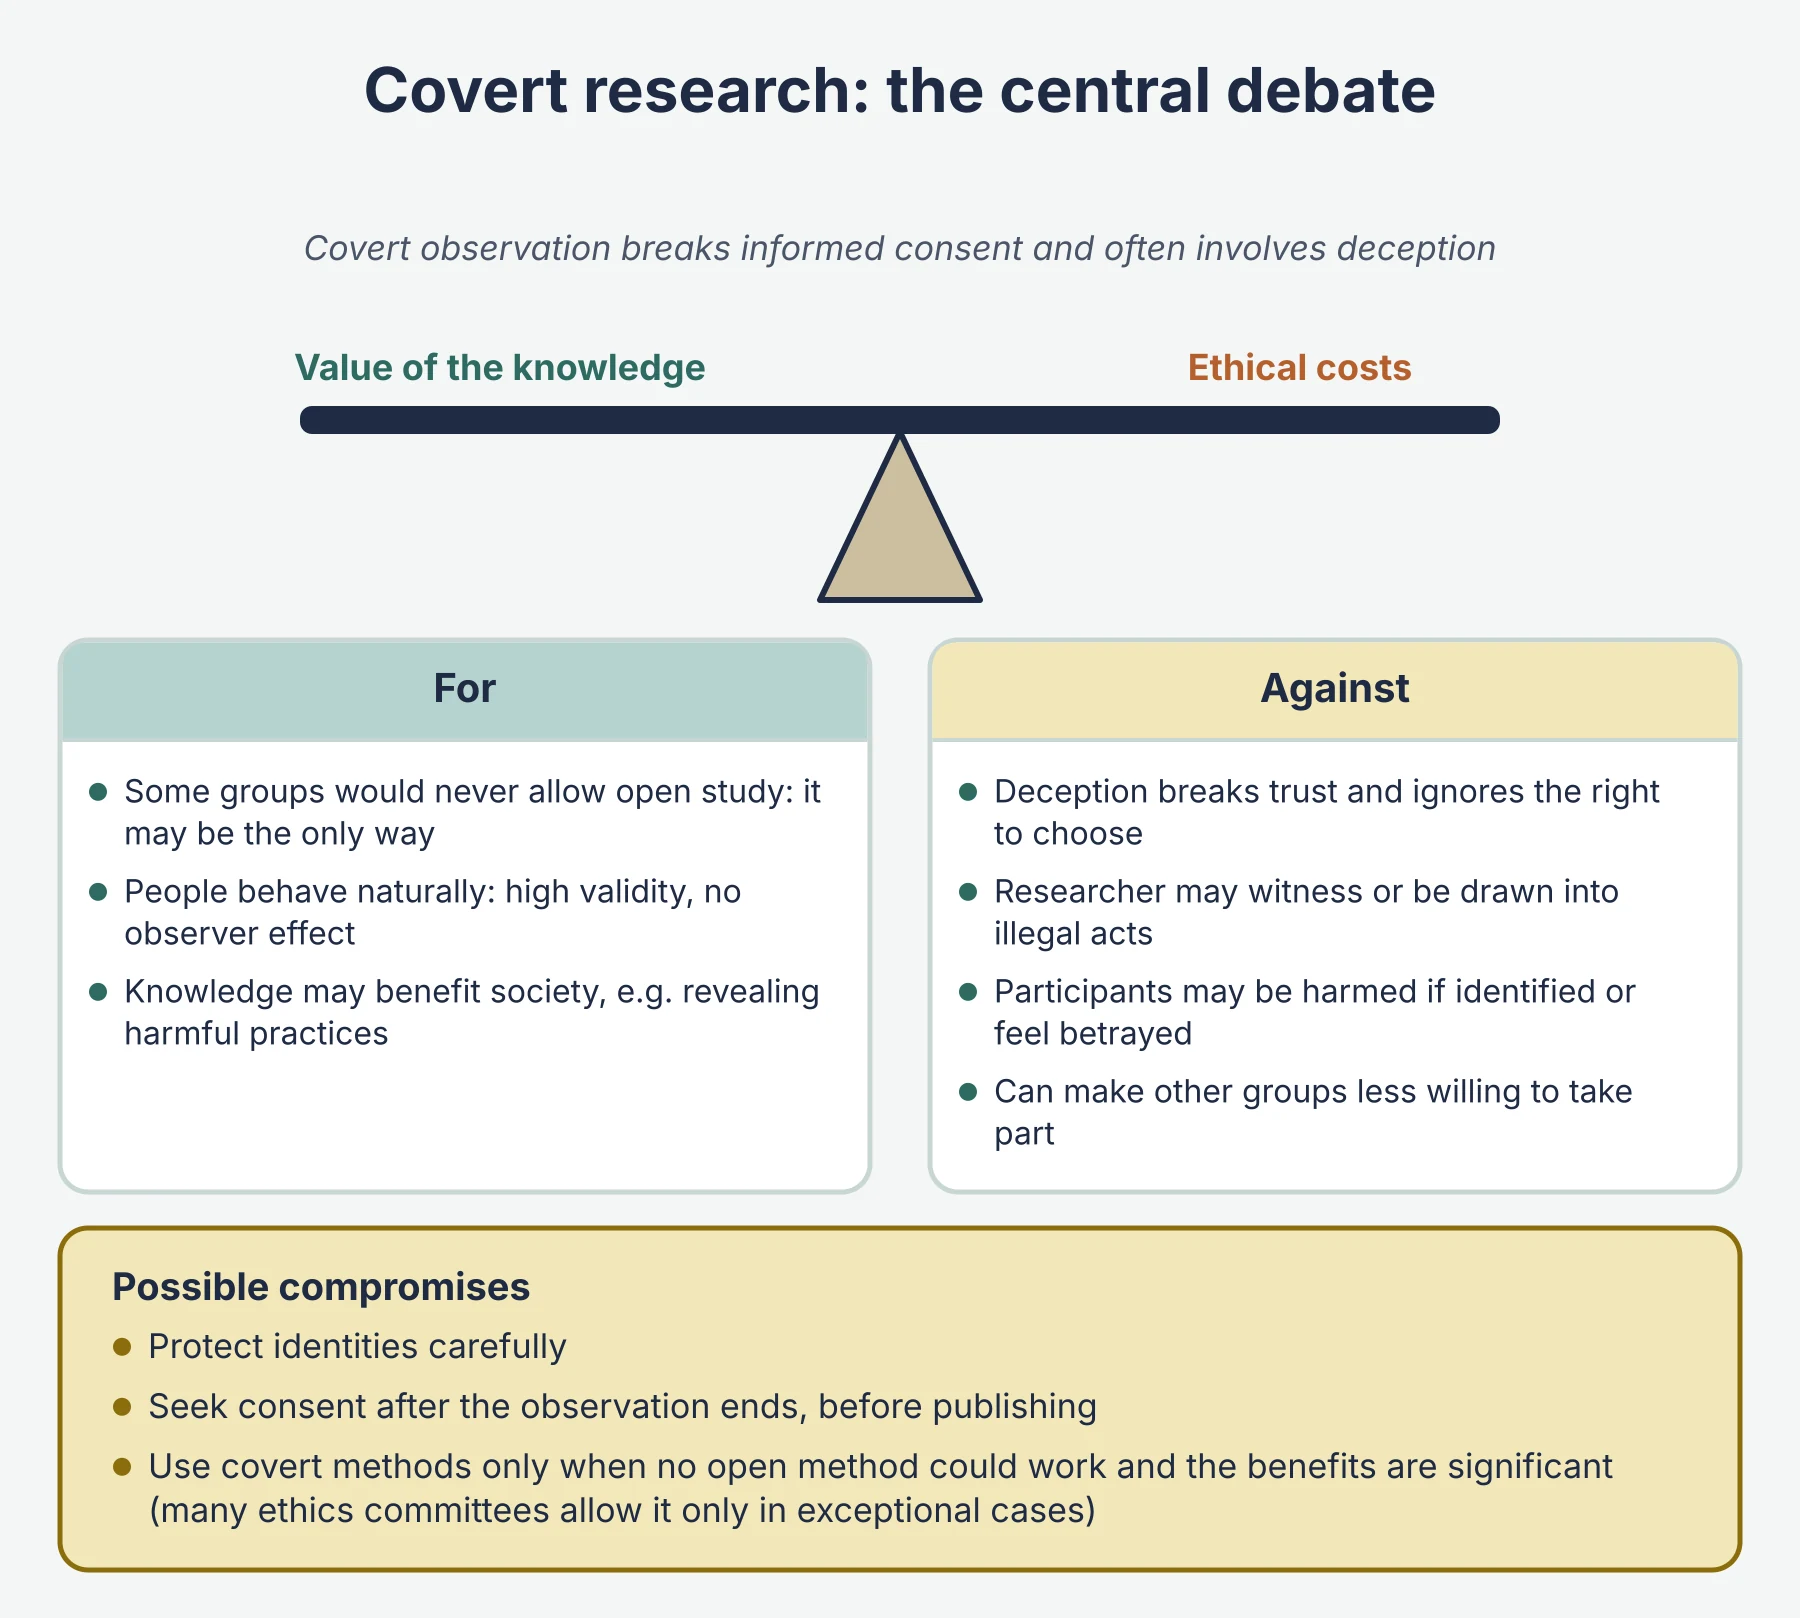 Covert research: the central debate
Covert observation breaks informed consent and often involves deception
Value of the knowledge
Ethical costs
For
Some groups would never allow open study: it
may be the only way
People behave naturally: high validity, no
observer effect
Knowledge may benefit society, e.g. revealing
harmful practices
Against
Deception breaks trust and ignores the right
to choose
Researcher may witness or be drawn into
illegal acts
Participants may be harmed if identified or
feel betrayed
Can make other groups less willing to take
part
Possible compromises
Protect identities carefully
Seek consent after the observation ends, before publishing
Use covert methods only when no open method could work and the benefits are significant
(many ethics committees allow it only in exceptional cases)